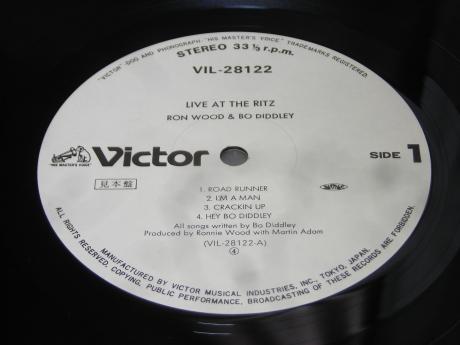 "VICTOR", DOG AND PHONOGRAPH, "HIS MASTER'S VOICE" TRADEMARKS REGISTERED.
STEREO 33 1/3 r.p.m.
VIL-28122
LIVE AT THE RITZ
RON WOOD & BO DIDDLEY
"HIS MASTER'S VOICE"
Victor
SIDE 1
見本盤
1. ROAD RUNNER
2. I'M A MAN
3. CRACKIN UP
4. HEY BO DIDDLEY
All songs written by Bo Diddley
Produced by Ronnie Wood with Martin Adam
(VIL-28122-A)
④
MANUFACTURED BY VICTOR MUSICAL INDUSTRIES, INC., TOKYO, JAPAN.
ALL RIGHTS RESERVED, COPYING, PUBLIC PERFORMANCE, BROADCASTING OF THESE RECORDS ARE FORBIDDEN.